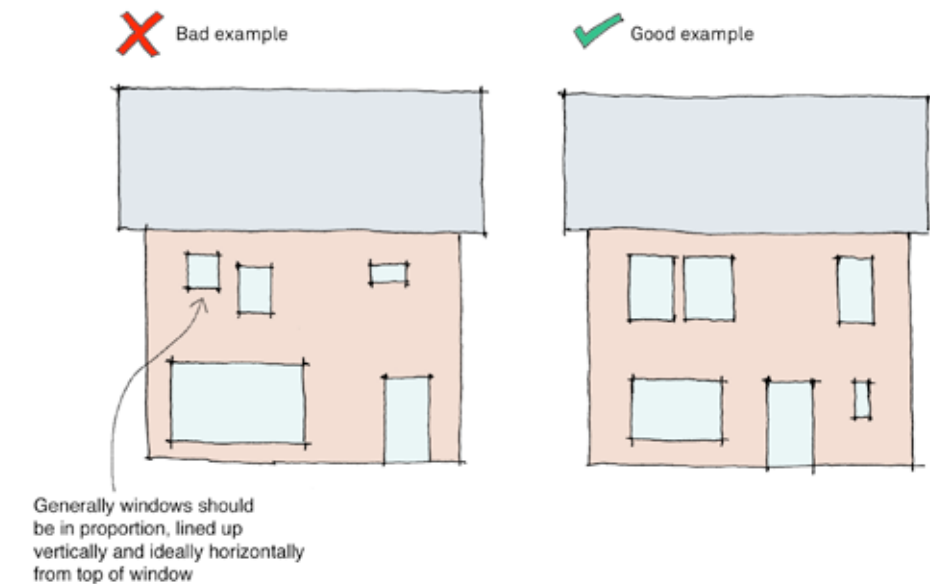 Bad example
Good example
Generally windows should
be in proportion, lined up
vertically and ideally horizontally
from top of window